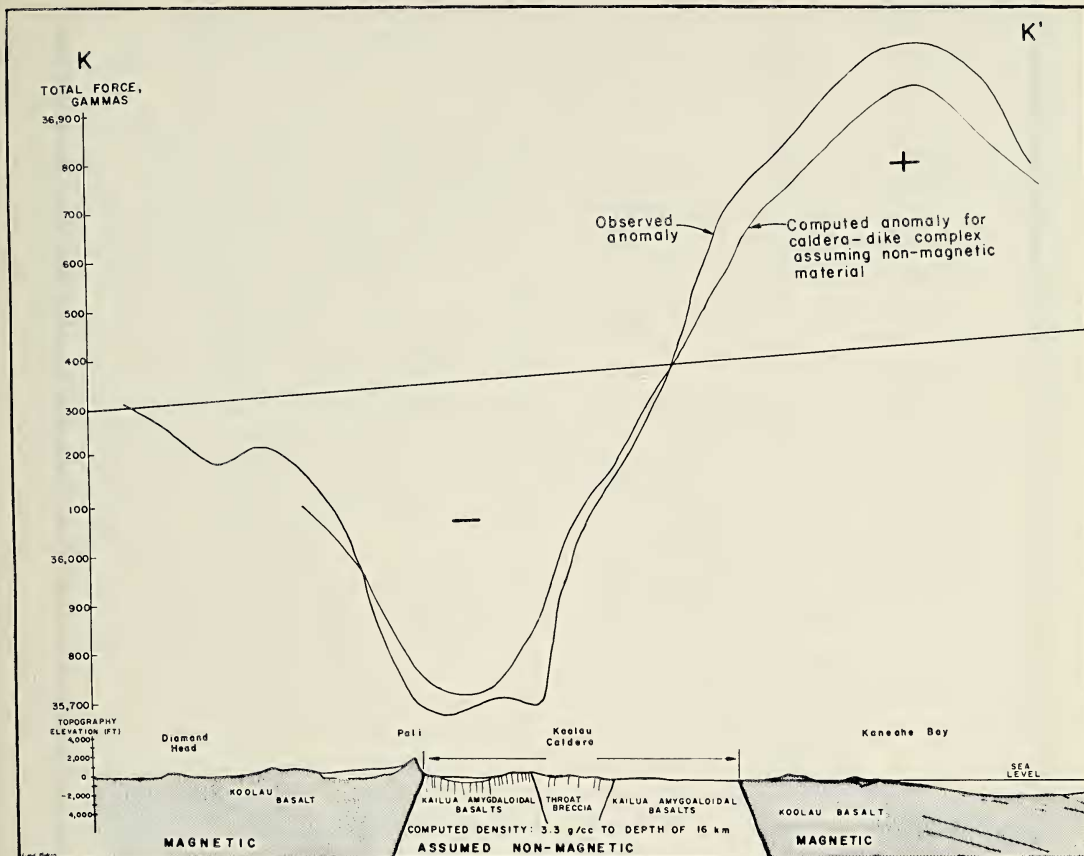 K
K'
TOTAL FORCE,
GAMMAS
36,900
800
700
600
500
400
300
200
100
36,000
900
800
35,700
Observed
anomaly
Computed anomaly for
caldera-dike complex
assuming non-magnetic
material
+
−
TOPOGRAPHY
ELEVATION (FT)
4,000
2,000
0
-2,000
4,000
Diamond
Head
Pali
Koolau
Caldera
Kaneohe Bay
SEA
LEVEL
KOOLAU
BASALT
KAILUA AMYGDALOIDAL
BASALTS
THROAT
BRECCIA
KAILUA AMYGOALOIDAL
BASALTS
KOOLAU BASALT
COMPUTED DENSITY: 3.3 g/cc TO DEPTH OF 16 km
MAGNETIC
ASSUMED NON-MAGNETIC
MAGNETIC